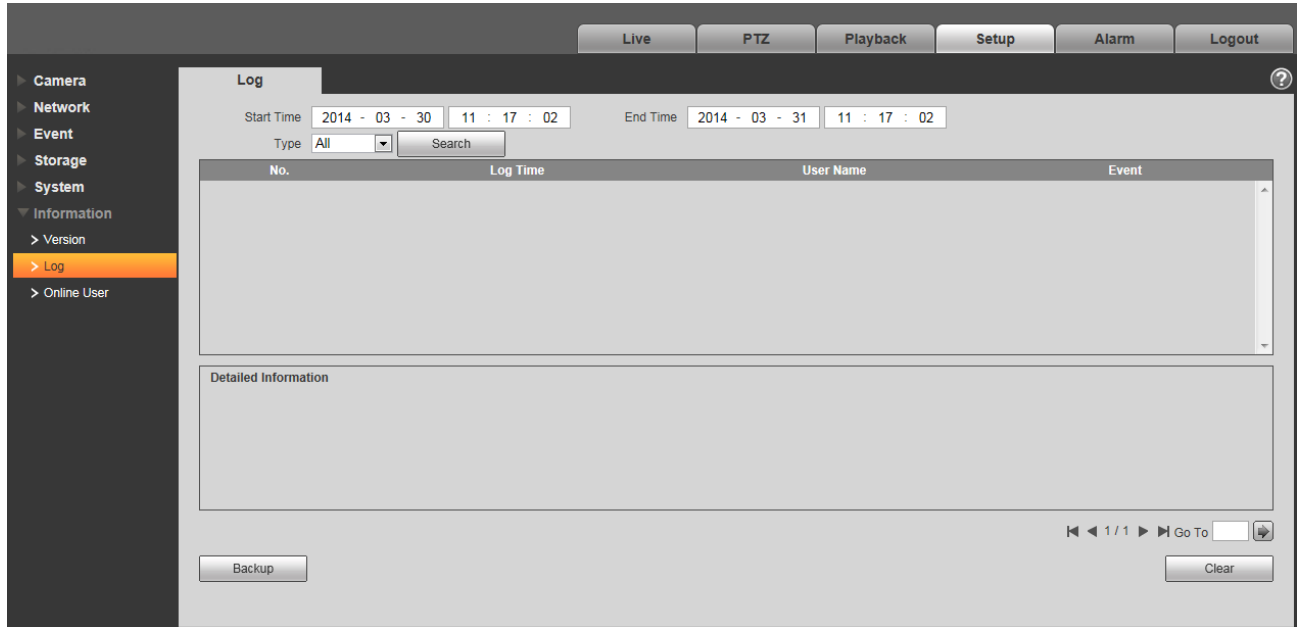 Live PTZ Playback Setup Alarm Logout
Camera
Network
Event
Storage
System
Information
> Version
> Log
> Online User
Log
?
Start Time 2014 - 03 - 30 11 : 17 : 02 End Time 2014 - 03 - 31 11 : 17 : 02
Type All Search
No. Log Time User Name Event
Detailed Information
1 / 1 Go To
Backup Clear